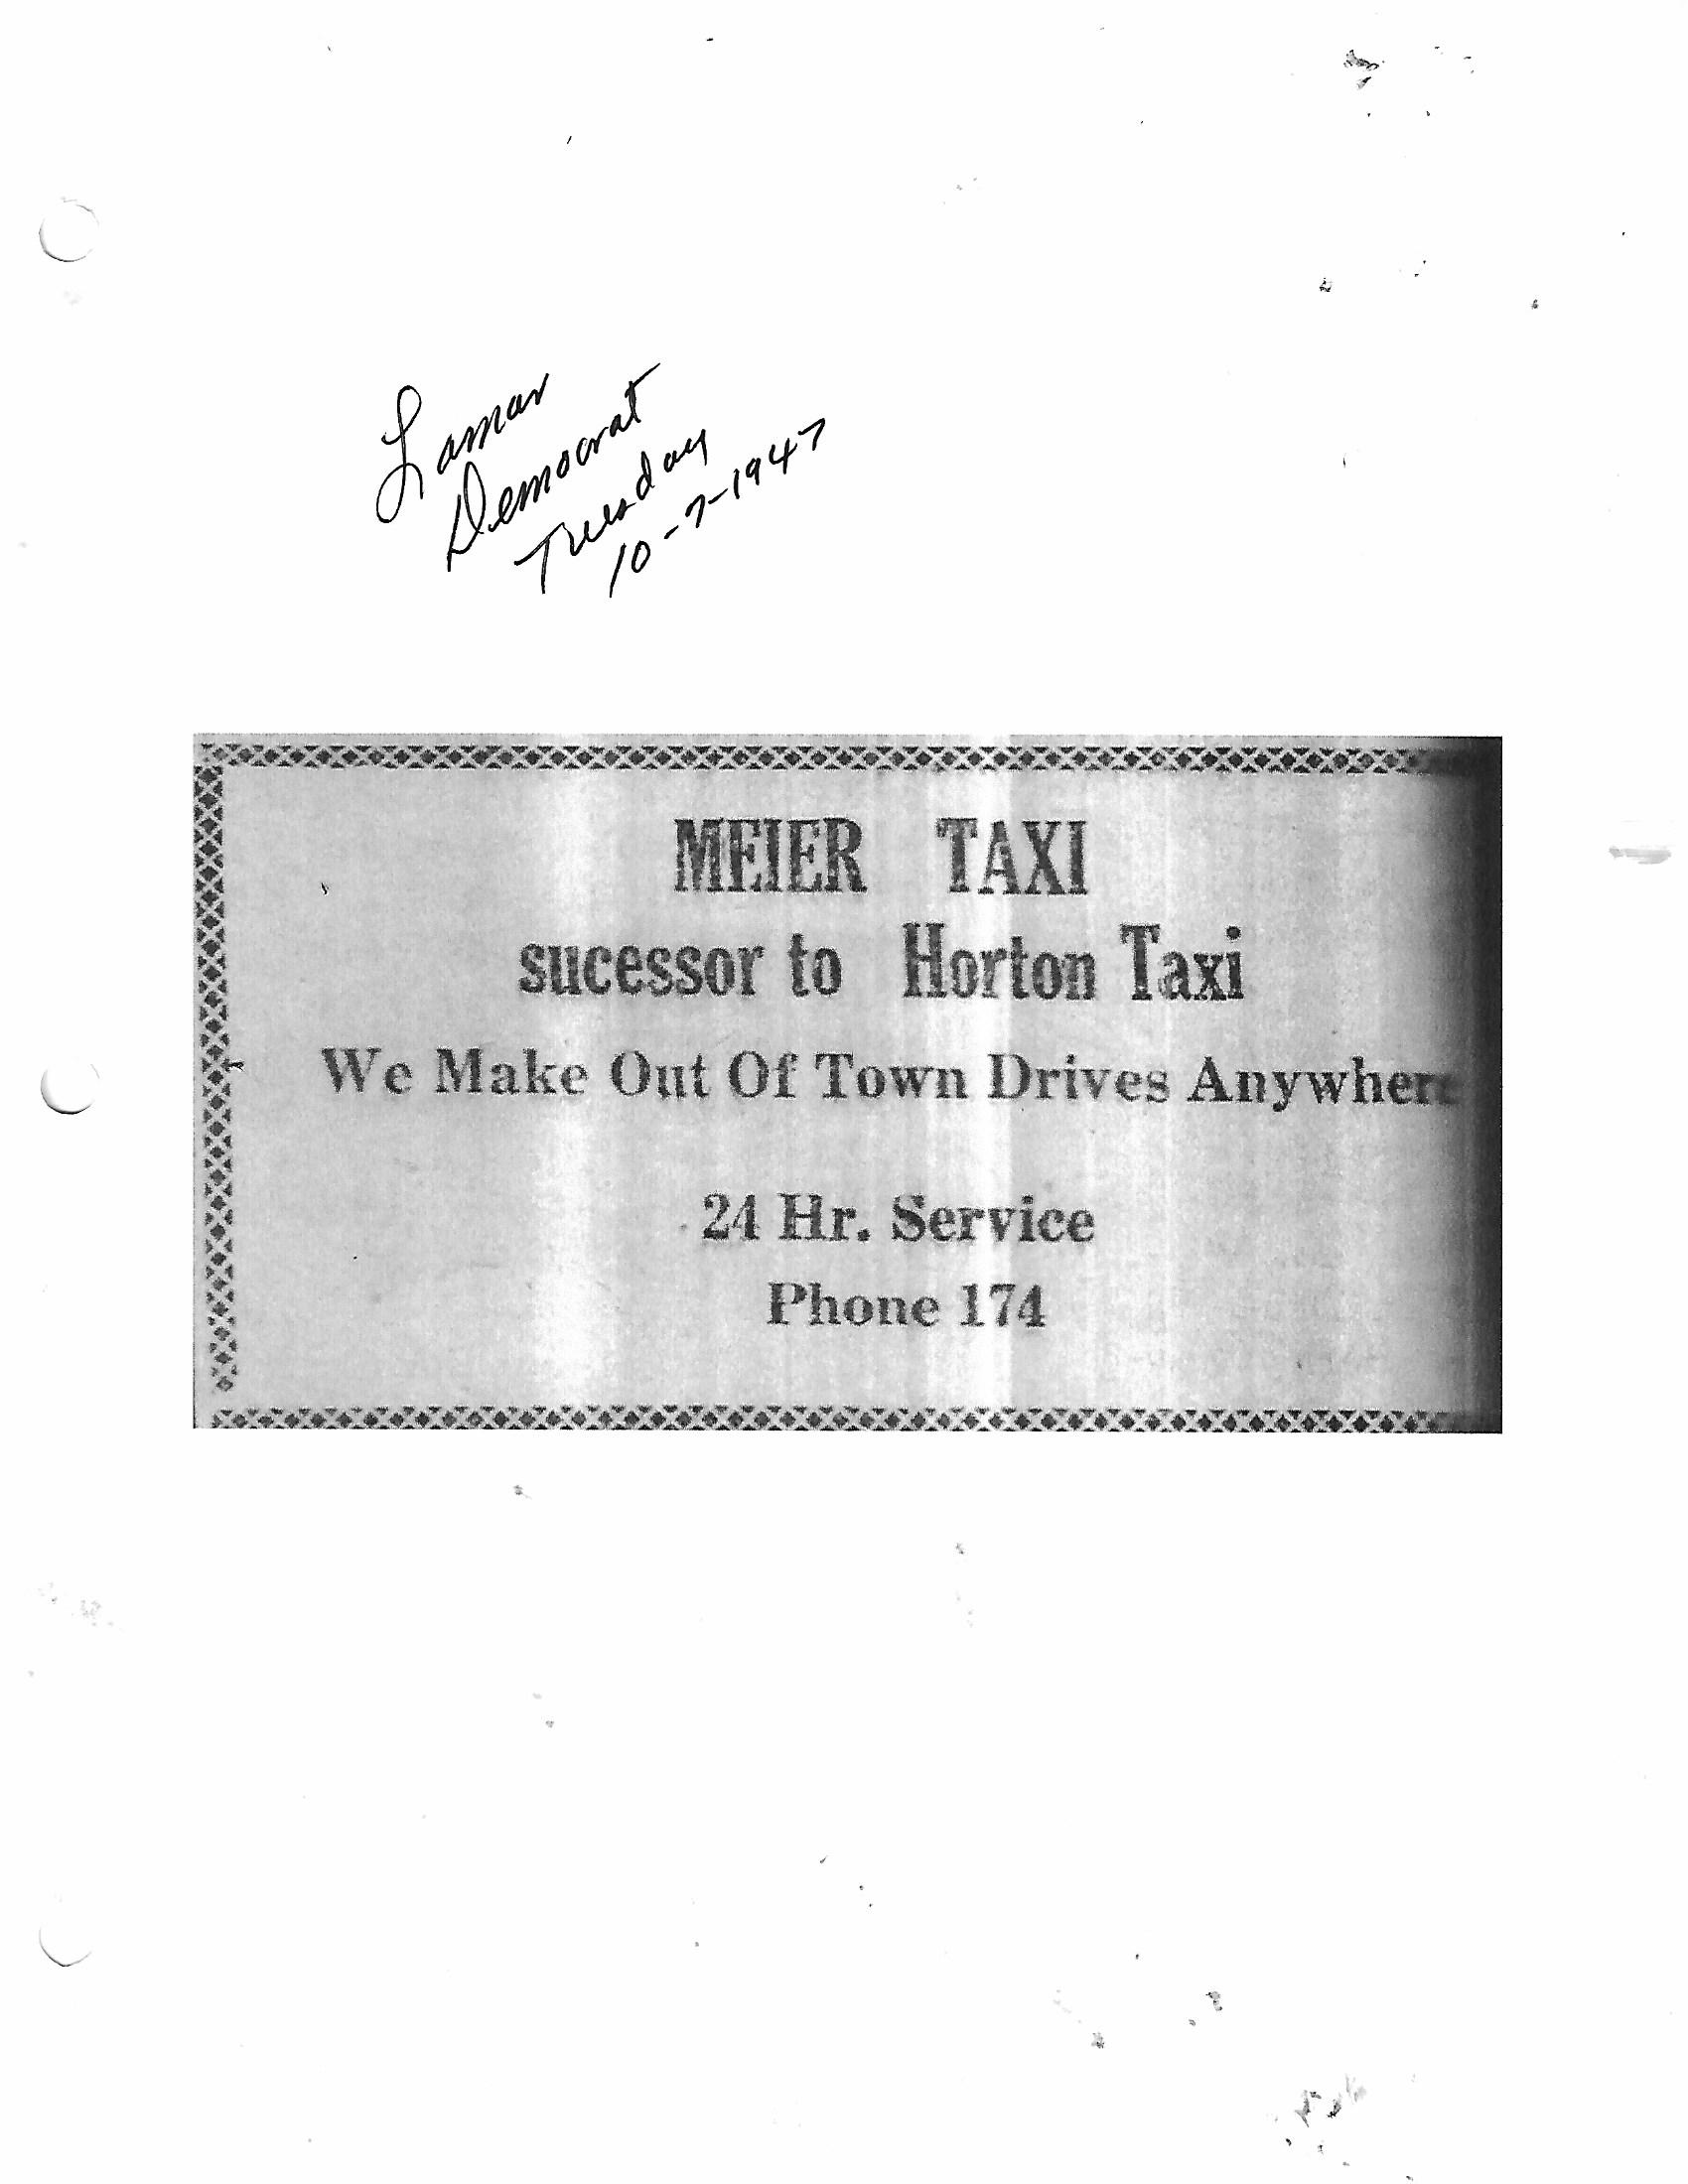 Lamar
Democrat
Tuesday
10-7-1947
MEIER TAXI
sucessor to Horton Taxi
We Make Out Of Town Drives Anywhere
24 Hr. Service
Phone 174